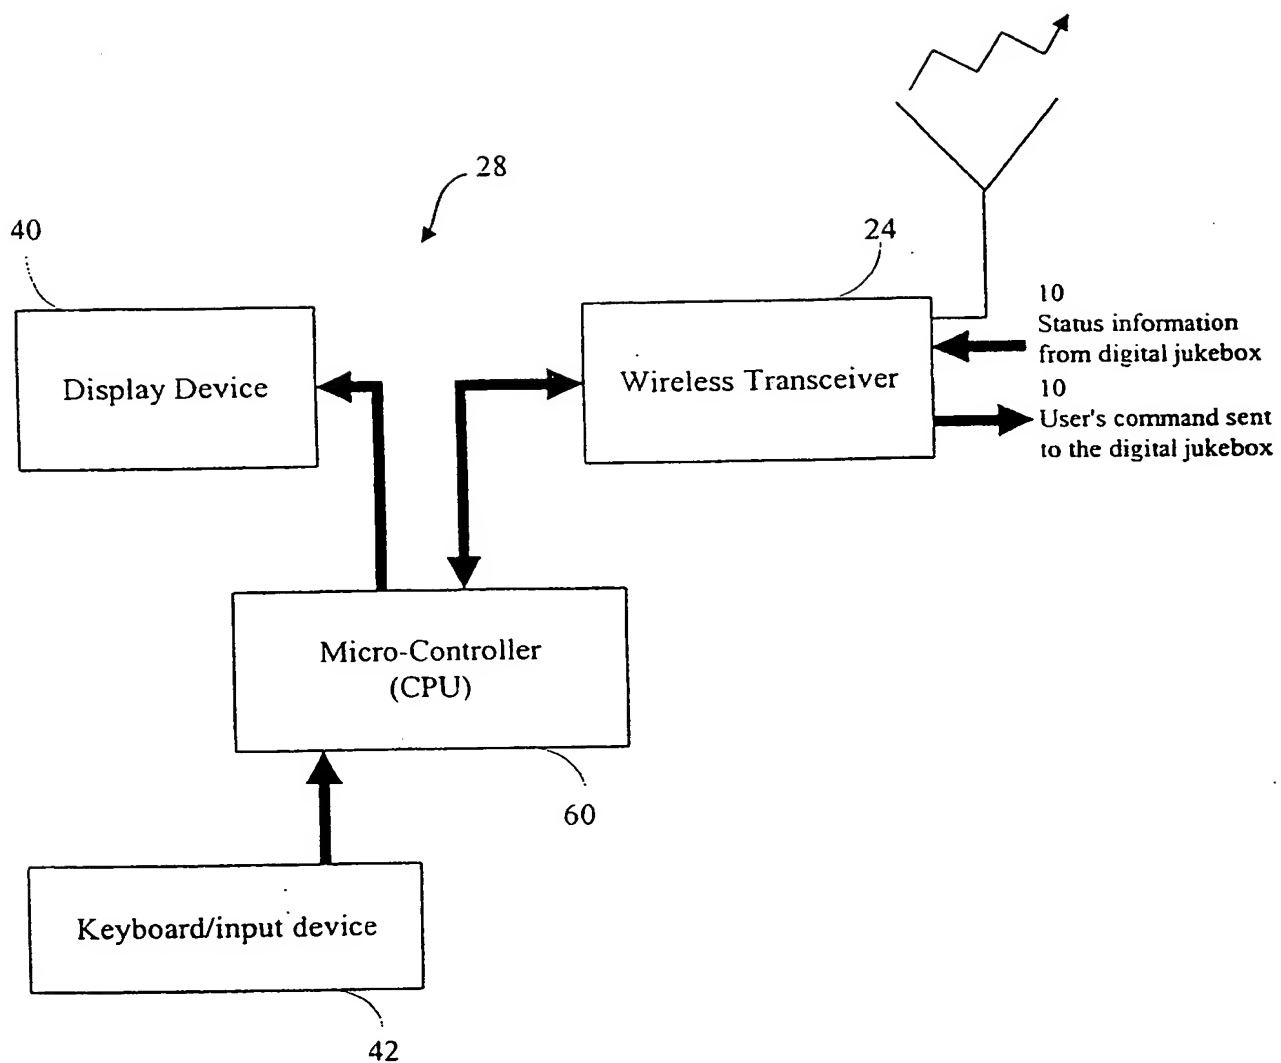 28
40
24
10
Status information
from digital jukebox
10
User's command sent
to the digital jukebox
Display Device
Wireless Transceiver
Micro-Controller
(CPU)
60
Keyboard/input device
42